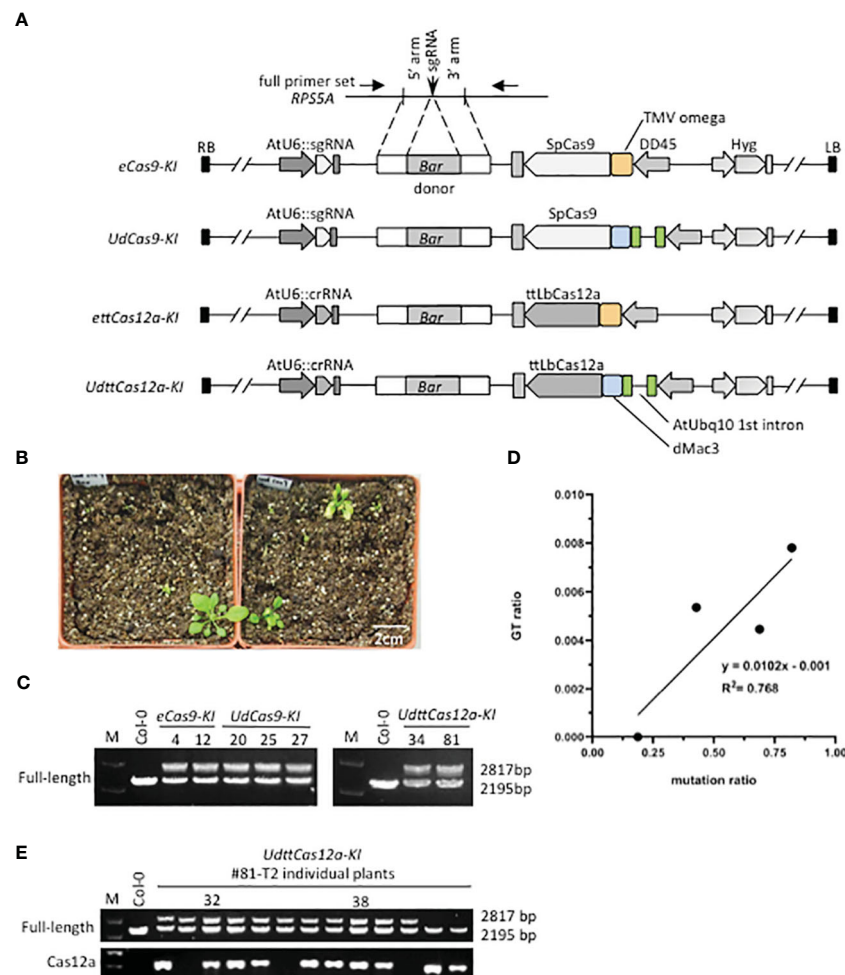 A
full primer set
5' arm
sgRNA
3' arm
RPS5A
TMV omega
RB
AtU6::sgRNA
SpCas9
DD45
Hyg
LB
eCas9-KI
Bar
donor
AtU6::sgRNA
SpCas9
UdCas9-KI
Bar
AtU6::crRNA
ttLbCas12a
ettCas12a-KI
Bar
AtU6::crRNA
ttLbCas12a
UdttCas12a-KI
Bar
AtUbq10 1st intron
dMac3
B
2cm
C
eCas9-KI UdCas9-KI
M Col-0 4 12 20 25 27
Full-length
UdttCas12a-KI
M Col-0 34 81
2817bp
2195bp
D
0.010
0.008
0.006
0.004
0.002
0.000
GT ratio
y = 0.0102x - 0.001
R²= 0.768
0.00 0.25 0.50 0.75 1.00
mutation ratio
E
UdttCas12a-KI
#81-T2 individual plants
M Col-0 32 38
Full-length
2817 bp
2195 bp
Cas12a